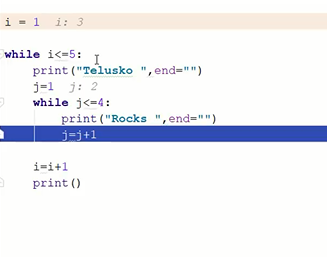 i = 1  i: 3
while i<=5:
    print("Telusko ",end="")
    j=1  j: 2
    while j<=4:
        print("Rocks ",end="")
        j=j+1
    i=i+1
    print()